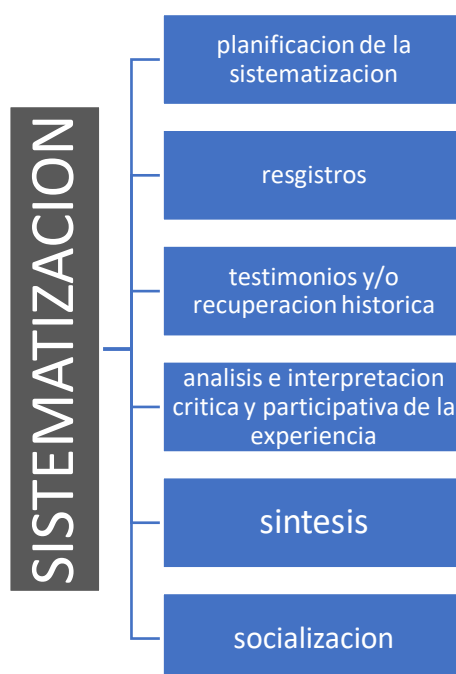 SISTEMATIZACION
planificacion de la
sistematizacion
resgistros
testimonios y/o
recuperacion historica
analisis e interpretacion
critica y participativa de la
experiencia
sintesis
socializacion